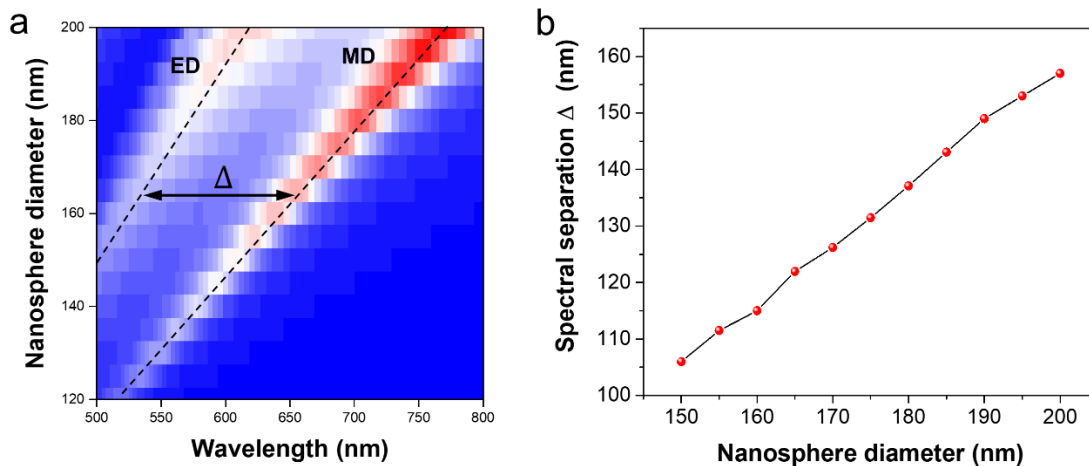 a
ED
MD
Δ
200
180
160
140
120
500
550
600
650
700
750
800
Nanosphere diameter (nm)
Wavelength (nm)
b
160
150
140
130
120
110
100
150
160
170
180
190
200
Spectral separation Δ (nm)
Nanosphere diameter (nm)